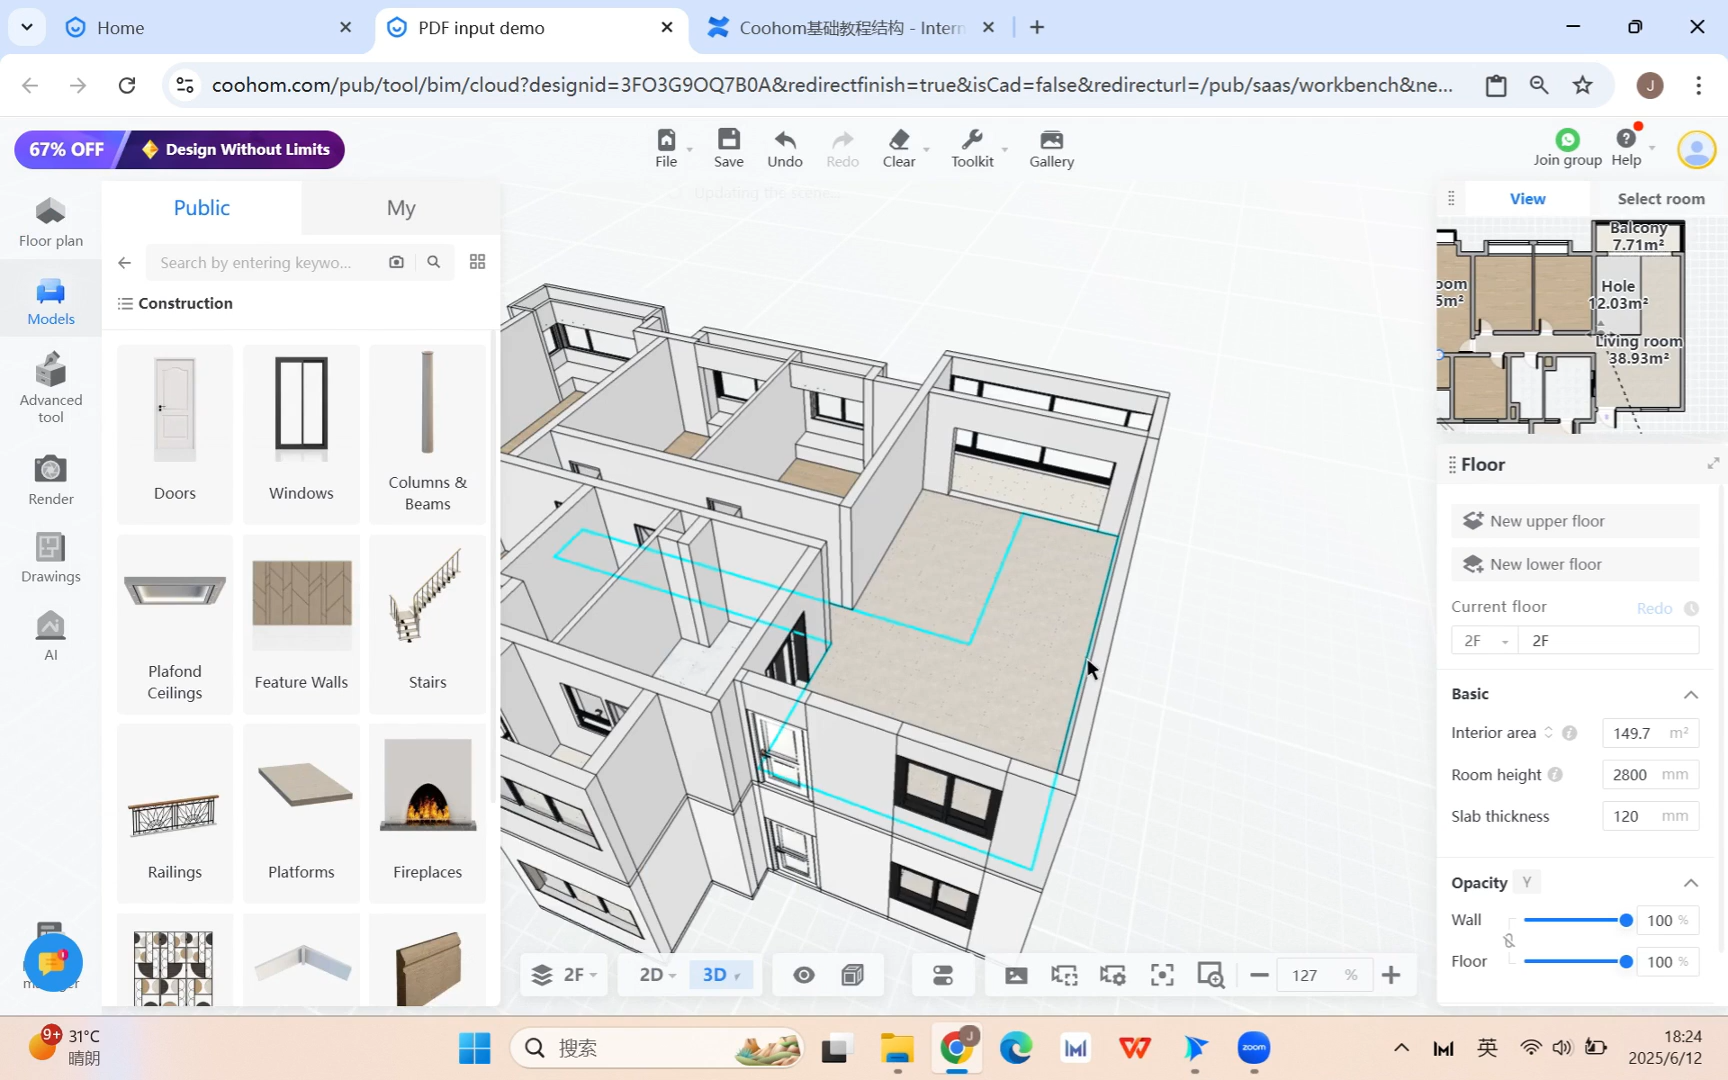 Home
PDF input demo
Coohom基础教程结构 - Intern
coohom.com/pub/tool/bim/cloud?designid=3FO3G9OQ7B0A&redirectfinish=true&isCad=false&redirecturl=/pub/saas/workbench&ne...
J
67% OFF
Design Without Limits
File
Save
Undo
Redo
Clear
Toolkit
Gallery
Join group
Help
Updating the scene...
Floor plan
Models
Advanced
tool
Render
Drawings
AI
Public
My
Search by entering keywo...
Construction
Doors
Windows
Columns &
Beams
Plafond
Ceilings
Feature Walls
Stairs
Railings
Platforms
Fireplaces
View
Select room
Balcony
7.71m²
oom
5m²
Hole
12.03m²
Living room
38.93m²
Floor
New upper floor
New lower floor
Current floor
Redo
2F
2F
Basic
Interior area
149.7 m²
Room height
2800 mm
Slab thickness
120 mm
Opacity
Y
Wall
100 %
Floor
100 %
2F
2D
3D
127 %
9+
31°C
晴朗
搜索
J
zoom
英
18:24
2025/6/12